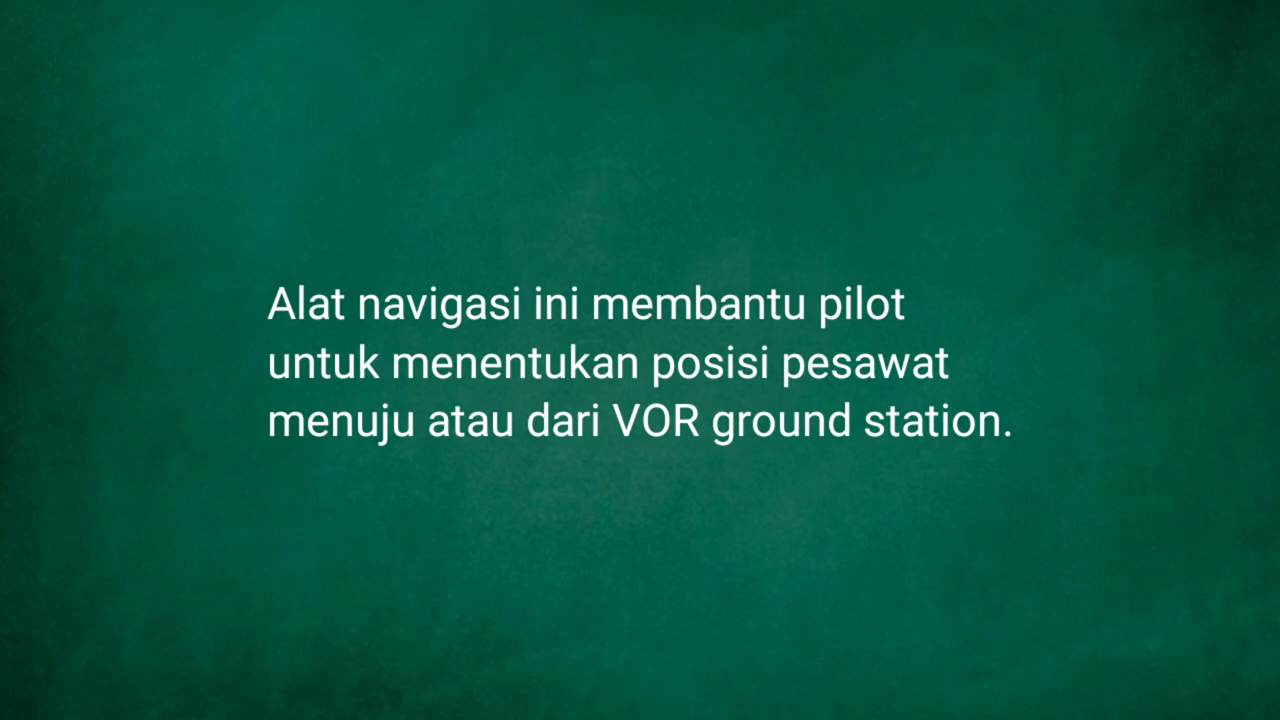 Alat navigasi ini membantu pilot
untuk menentukan posisi pesawat
menuju atau dari VOR ground station.